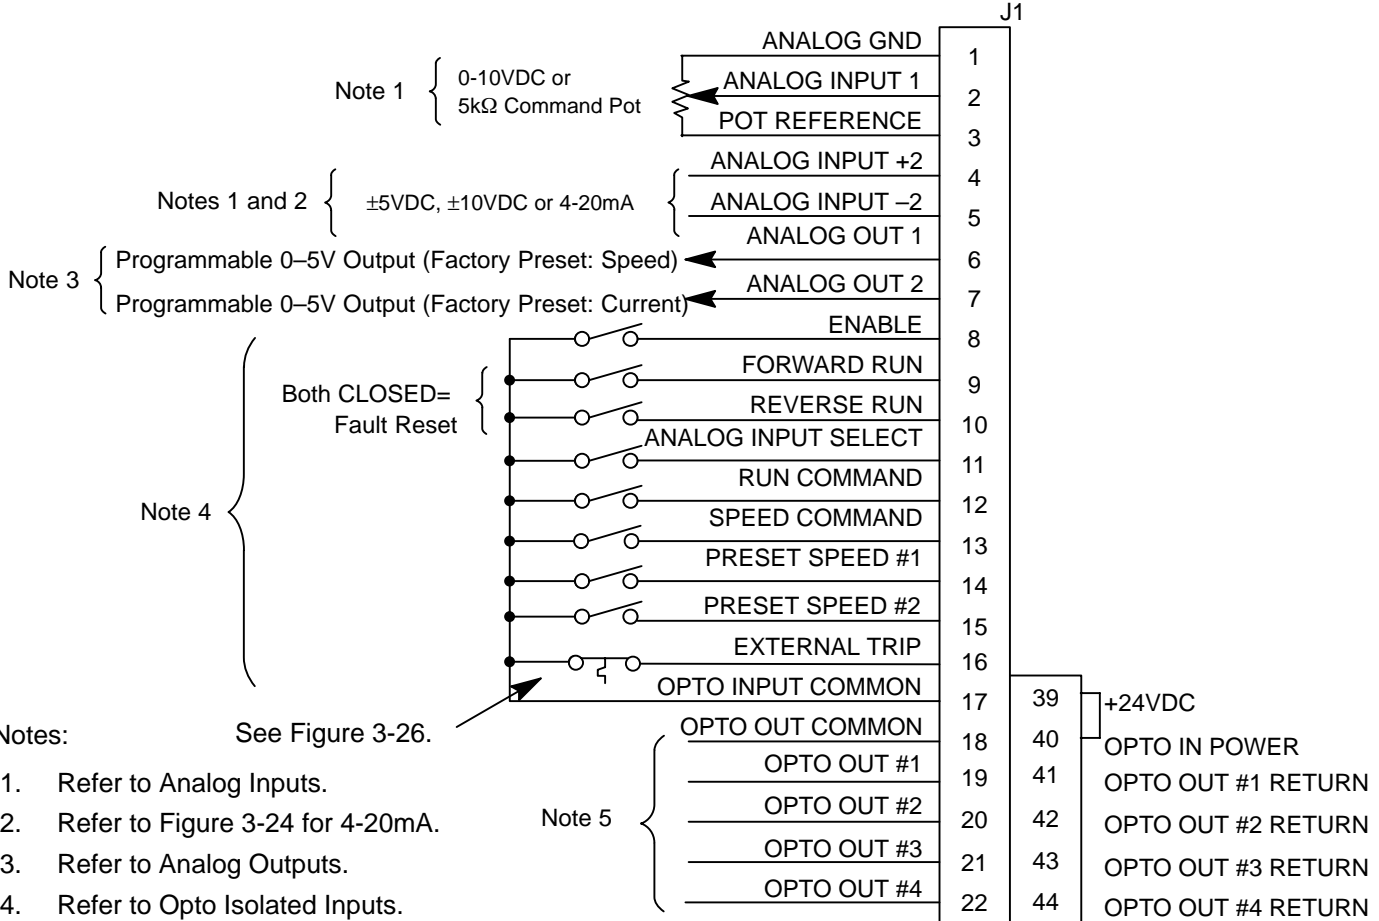 J1
ANALOG GND
1
Note 1
0-10VDC or
5kΩ Command Pot
ANALOG INPUT 1
2
POT REFERENCE
3
ANALOG INPUT +2
4
Notes 1 and 2
±5VDC, ±10VDC or 4-20mA
ANALOG INPUT –2
5
ANALOG OUT 1
6
Note 3
Programmable 0–5V Output (Factory Preset: Speed)
ANALOG OUT 2
7
Programmable 0–5V Output (Factory Preset: Current)
ENABLE
8
FORWARD RUN
9
Both CLOSED=
Fault Reset
REVERSE RUN
10
ANALOG INPUT SELECT
11
RUN COMMAND
12
Note 4
SPEED COMMAND
13
PRESET SPEED #1
14
PRESET SPEED #2
15
EXTERNAL TRIP
16
OPTO INPUT COMMON
17
39
+24VDC
See Figure 3-26.
OPTO OUT COMMON
18
40
OPTO IN POWER
OPTO OUT #1
19
41
OPTO OUT #1 RETURN
Note 5
OPTO OUT #2
20
42
OPTO OUT #2 RETURN
OPTO OUT #3
21
43
OPTO OUT #3 RETURN
OPTO OUT #4
22
44
OPTO OUT #4 RETURN
Notes:
1. Refer to Analog Inputs.
2. Refer to Figure 3-24 for 4-20mA.
3. Refer to Analog Outputs.
4. Refer to Opto Isolated Inputs.